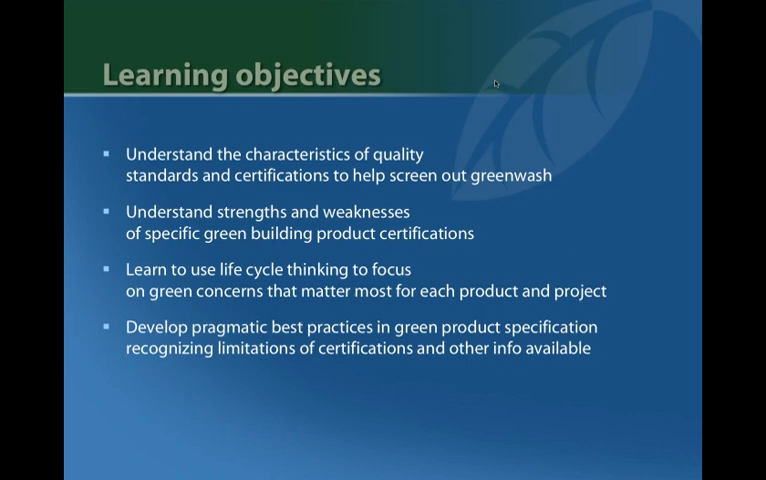 Learning objectives
Understand the characteristics of quality
standards and certifications to help screen out greenwash
Understand strengths and weaknesses
of specific green building product certifications
Learn to use life cycle thinking to focus
on green concerns that matter most for each product and project
Develop pragmatic best practices in green product specification
recognizing limitations of certifications and other info available